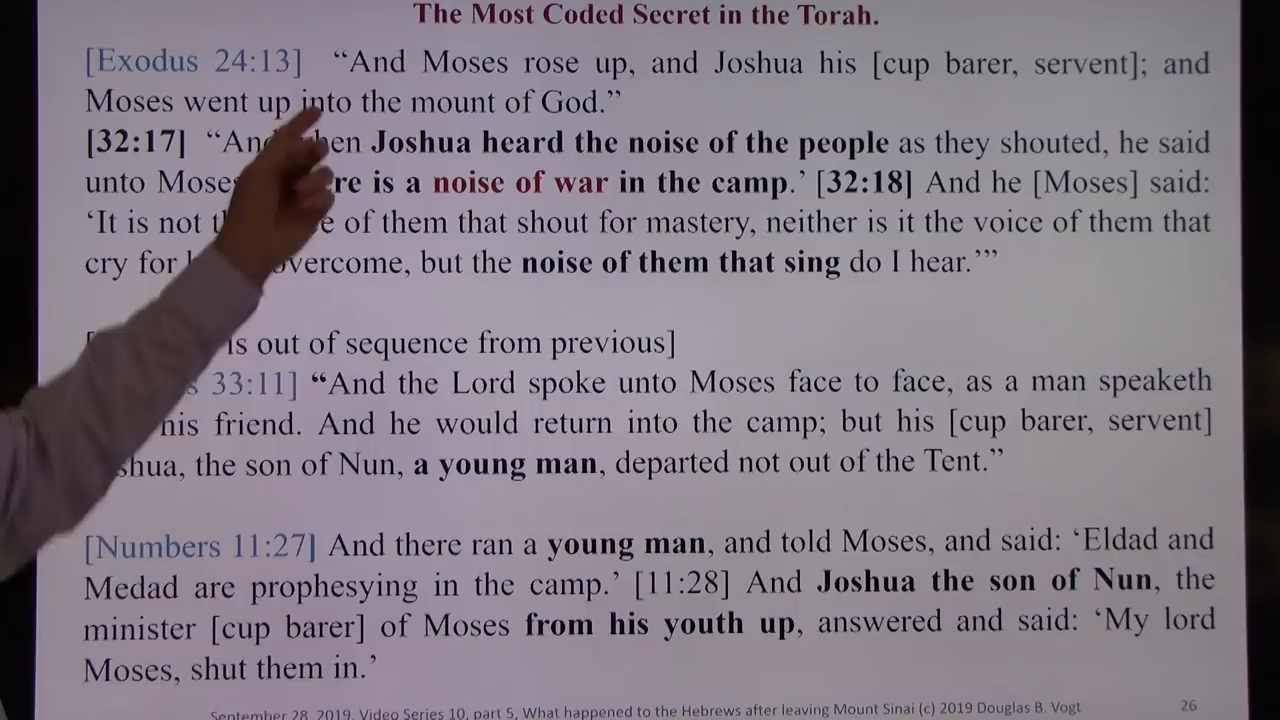 The Most Coded Secret in the Torah.
[Exodus 24:13] “And Moses rose up, and Joshua his [cup barer, servent]; and
Moses went up into the mount of God.”
[32:17] “And when Joshua heard the noise of the people as they shouted, he said
unto Moses re is a noise of war in the camp.’ [32:18] And he [Moses] said:
‘It is not e of them that shout for mastery, neither is it the voice of them that
cry for overcome, but the noise of them that sing do I hear.’”
is out of sequence from previous]
33:11] “And the Lord spoke unto Moses face to face, as a man speaketh
his friend. And he would return into the camp; but his [cup barer, servent]
shua, the son of Nun, a young man, departed not out of the Tent.”
[Numbers 11:27] And there ran a young man, and told Moses, and said: ‘Eldad and
Medad are prophesying in the camp.’ [11:28] And Joshua the son of Nun, the
minister [cup barer] of Moses from his youth up, answered and said: ‘My lord
Moses, shut them in.’
September 28, 2019. Video Series 10, part 5, What happened to the Hebrews after leaving Mount Sinai (c) 2019 Douglas B. Vogt 26